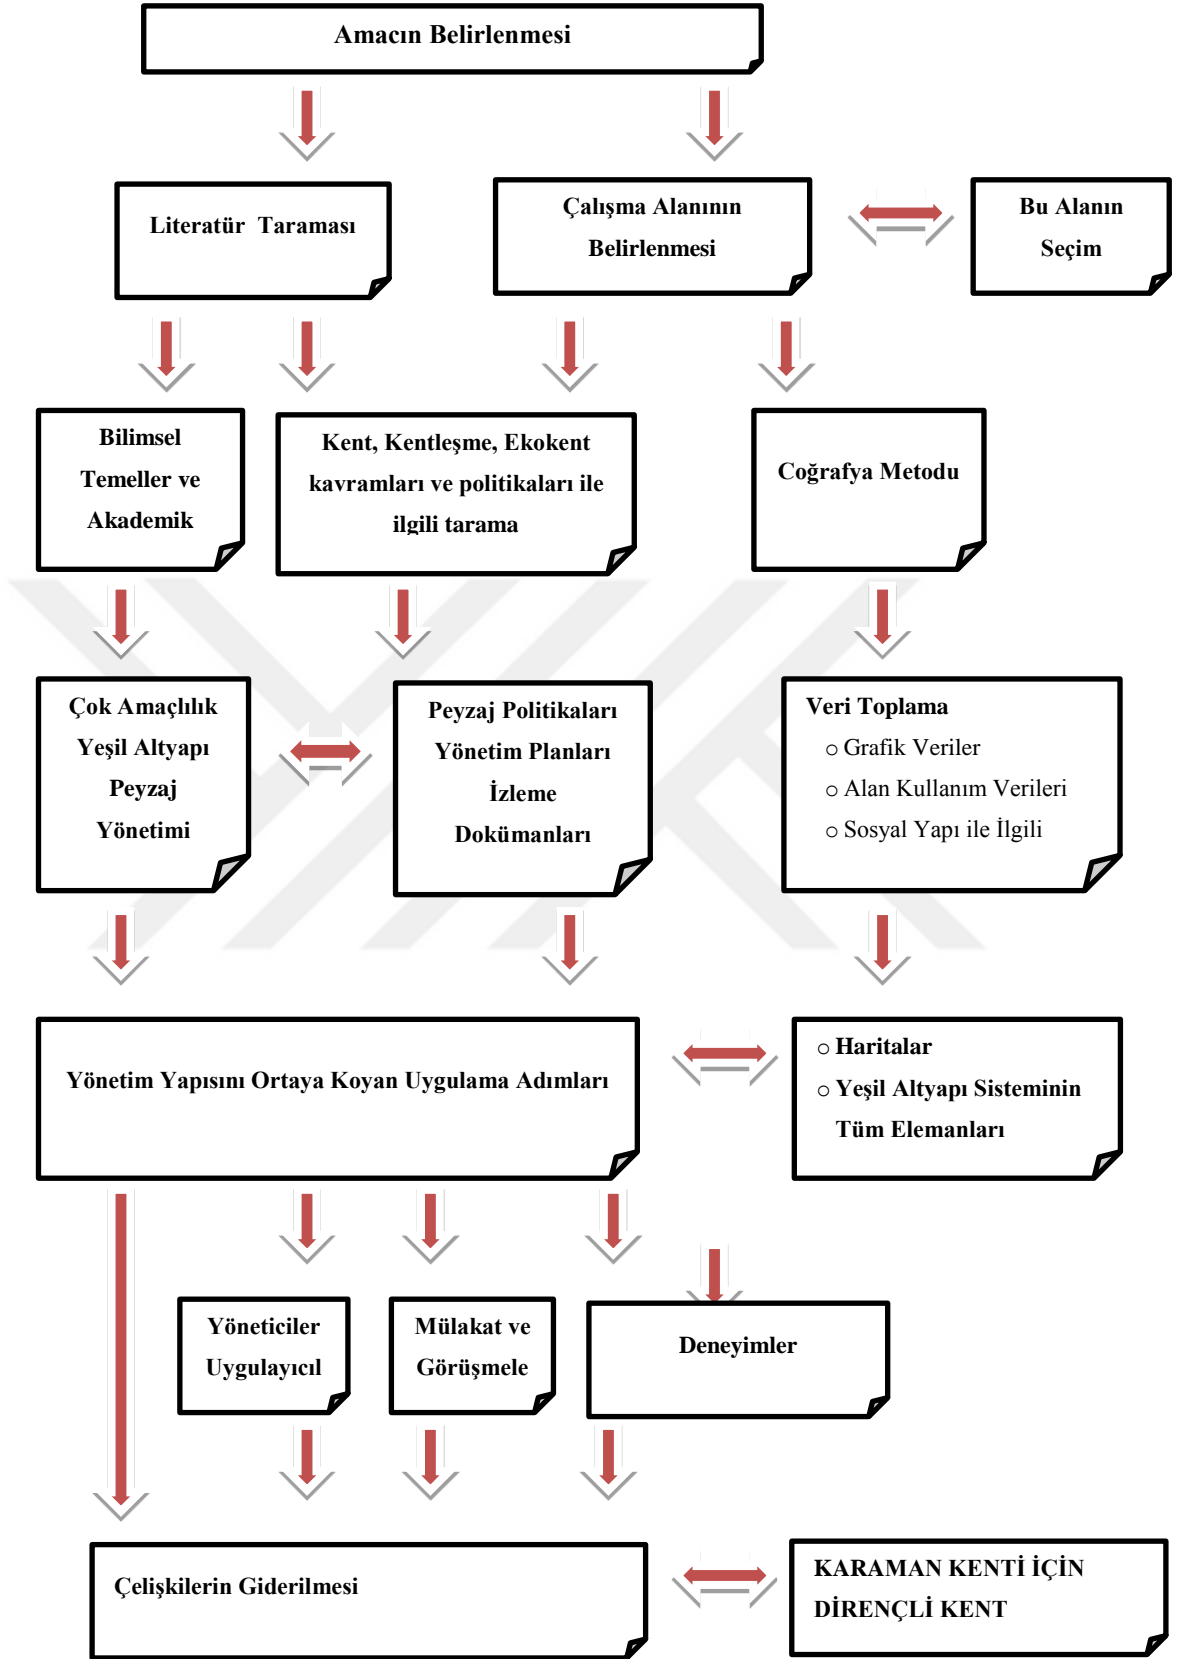 Amacın Belirlenmesi
Literatür Taraması
Çalışma Alanının
Belirlenmesi
Bu Alanın
Seçim
Bilimsel
Temeller ve
Akademik
Kent, Kentleşme, Ekokent
kavramları ve politikaları ile
ilgili tarama
Coğrafya Metodu
Çok Amaçlılık
Yeşil Altyapı
Peyzaj
Yönetimi
Peyzaj Politikaları
Yönetim Planları
İzleme
Dokümanları
Veri Toplama
o Grafik Veriler
o Alan Kullanım Verileri
o Sosyal Yapı ile İlgili
Yönetim Yapısını Ortaya Koyan Uygulama Adımları
o Haritalar
o Yeşil Altyapı Sisteminin
Tüm Elemanları
Yöneticiler
Uygulayıcıl
Mülakat ve
Görüşmele
Deneyimler
Çelişkilerin Giderilmesi
KARAMAN KENTİ İÇİN
DİRENÇLİ KENT